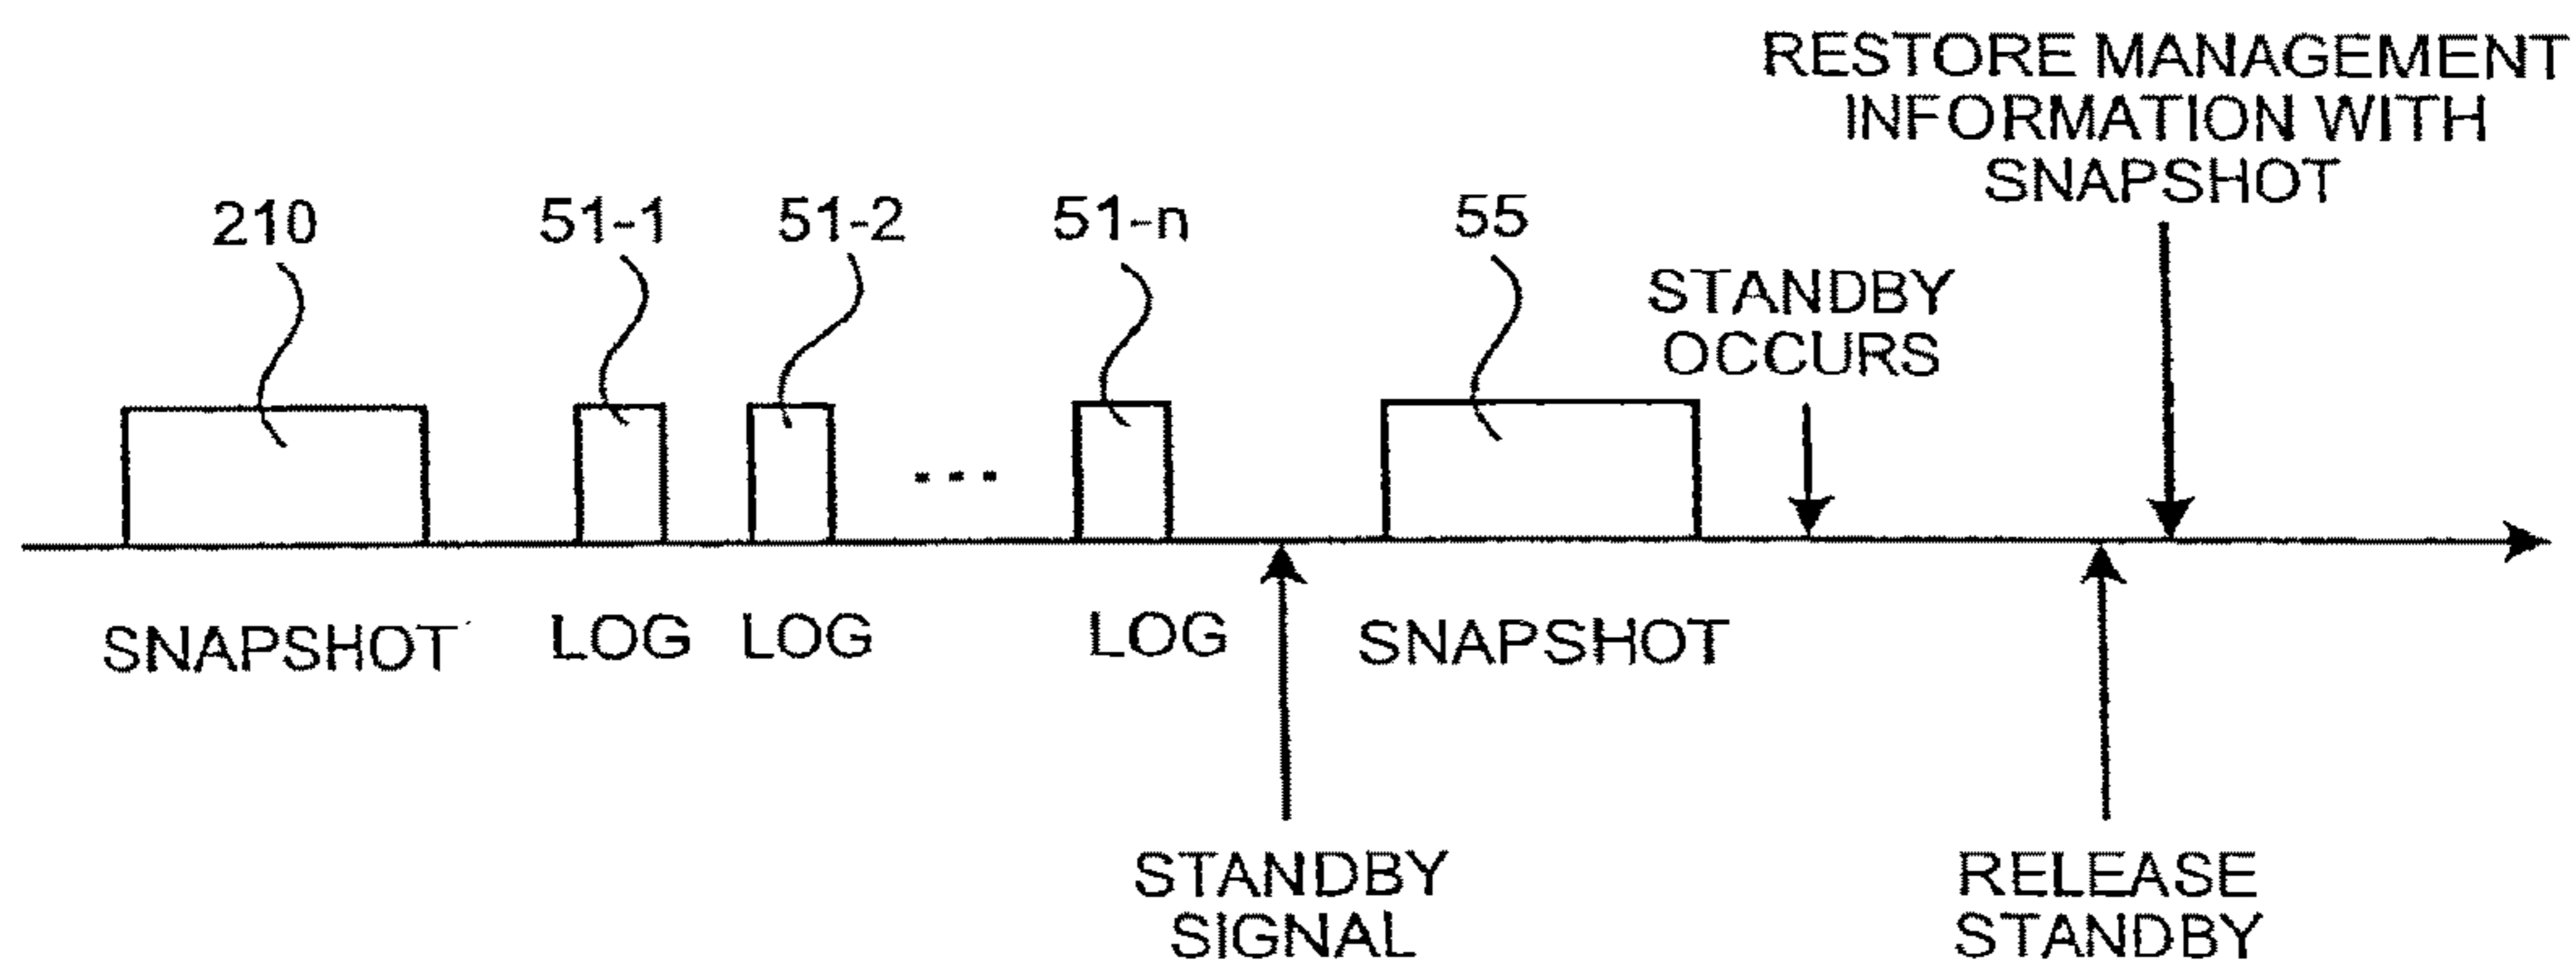 RESTORE MANAGEMENT
INFORMATION WITH
SNAPSHOT
210
51-1
51-2
51-n
55
STANDBY
OCCURS
...
SNAPSHOT
LOG
LOG
LOG
SNAPSHOT
STANDBY
SIGNAL
RELEASE
STANDBY